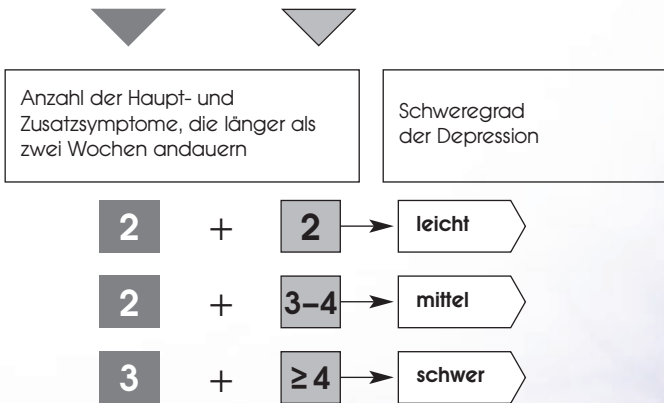 Anzahl der Haupt- und
Zusatzsymptome, die länger als
zwei Wochen andauern
Schweregrad
der Depression
2 + 2 leicht
2 + 3–4 mittel
3 + ≥ 4 schwer